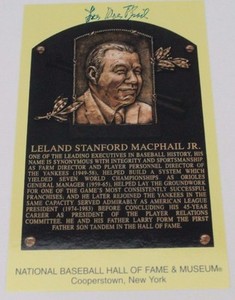 Lee MacPhail
LELAND STANFORD MACPHAIL JR.
ONE OF THE LEADING EXECUTIVES IN BASEBALL HISTORY, HIS
NAME IS SYNONYMOUS WITH INTEGRITY AND SPORTSMANSHIP
AS FARM DIRECTOR AND PLAYER PERSONNEL DIRECTOR OF
THE YANKEES (1949-58), HELPED BUILD A SYSTEM WHICH
YIELDED SEVEN WORLD CHAMPIONSHIPS. AS ORIOLES
GENERAL MANAGER (1959-65), HELPED LAY THE GROUNDWORK
FOR ONE OF THE GAME'S MOST CONSISTENTLY SUCCESSFUL
FRANCHISES, AND HE LATER REJOINED THE YANKEES IN THE
SAME CAPACITY. SERVED ADMIRABLY AS AMERICAN LEAGUE
PRESIDENT (1974-1983) BEFORE CONCLUDING HIS 45-YEAR
CAREER AS PRESIDENT OF THE PLAYER RELATIONS
COMMITTEE. HE AND HIS FATHER LARRY FORM THE FIRST
FATHER SON TANDEM IN THE HALL OF FAME.
NATIONAL BASEBALL HALL OF FAME & MUSEUM®
Cooperstown, New York